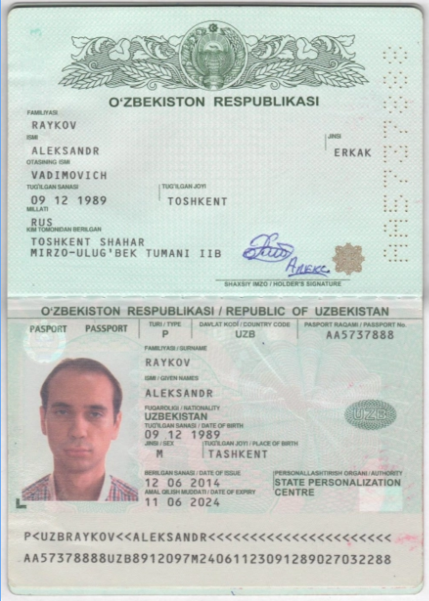 O'ZBEKISTON RESPUBLIKASI
FAMILIYASI
RAYKOV
ISMI
JINSI
ALEKSANDR
ERKAK
OTASINING ISMI
VADIMOVICH
TUG'ILGAN SANASI
TUG'ILGAN JOYI
09 12 1989
TOSHKENT
MILLATI
RUS
KIM TOMONIDAN BERILGAN
TOSHKENT SHAHAR
MIRZO-ULUG'BEK TUMANI IIB
SHAXSIY IMZO / HOLDER'S SIGNATURE
AA5737888
O'ZBEKISTON RESPUBLIKASI / REPUBLIC OF UZBEKISTAN
PASPORT PASSPORT
TURI / TYPE
DAVLAT KODI / COUNTRY CODE
PASPORT RAQAMI / PASSPORT No.
P
UZB
AA5737888
FAMILIYASI / SURNAME
RAYKOV
ISMI / GIVEN NAMES
ALEKSANDR
FUQAROLIGI / NATIONALITY
UZBEKISTAN
UZB
TUG'ILGAN SANASI / DATE OF BIRTH
09 12 1989
JINSI / SEX
TUG'ILGAN JOYI / PLACE OF BIRTH
M
TASHKENT
BERILGAN SANASI / DATE OF ISSUE
PERSONALLASHTIRISH ORGANI / AUTHORITY
12 06 2014
STATE PERSONALIZATION
CENTRE
AMAL QILISH MUDDATI / DATE OF EXPIRY
11 06 2024
P<UZBRAYKOV<<ALEKSANDR<<<<<<<<<<<<<<<<<<<<<<
AA57378888UZB8912097M24061123091289027032288